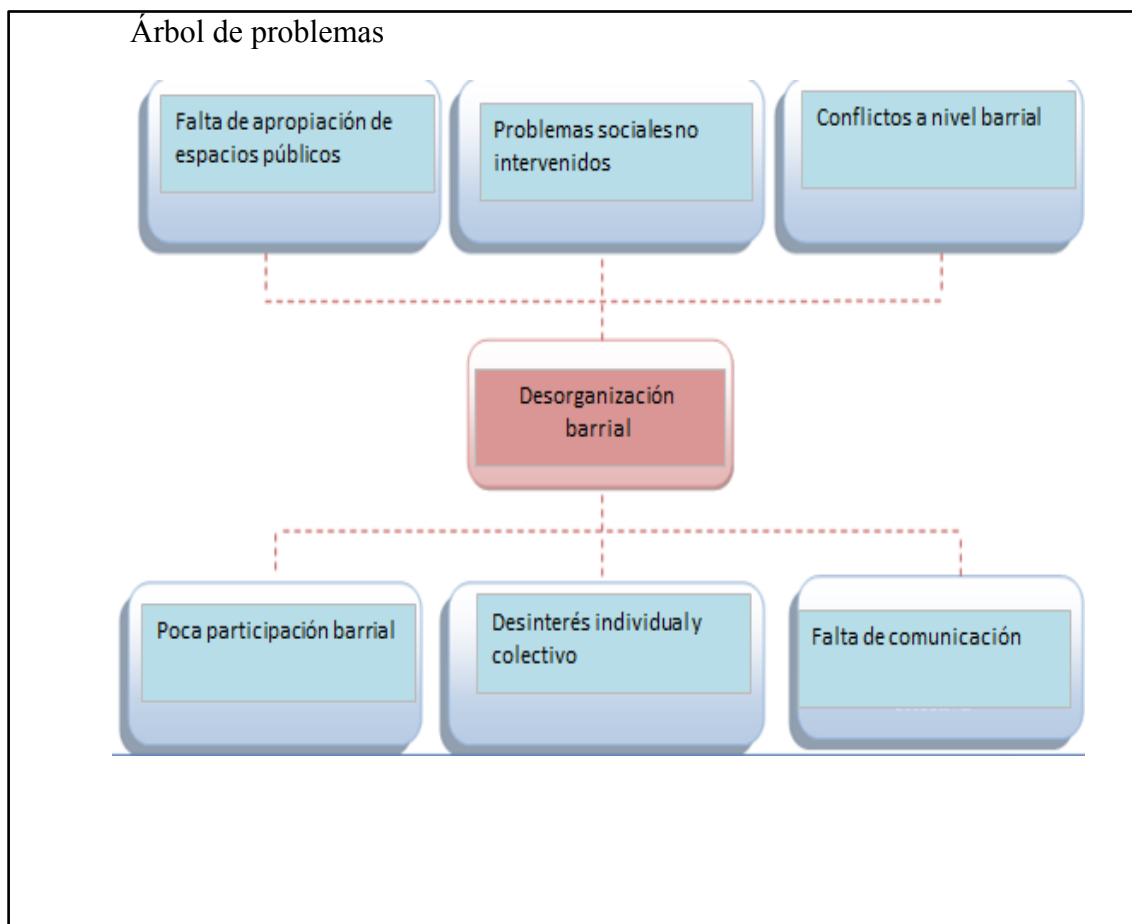 Árbol de problemas
Falta de apropiación de
espacios públicos
Problemas sociales no
intervenidos
Conflictos a nivel barrial
Desorganización
barrial
Poca participación barrial
Desinterés individual y
colectivo
Falta de comunicación